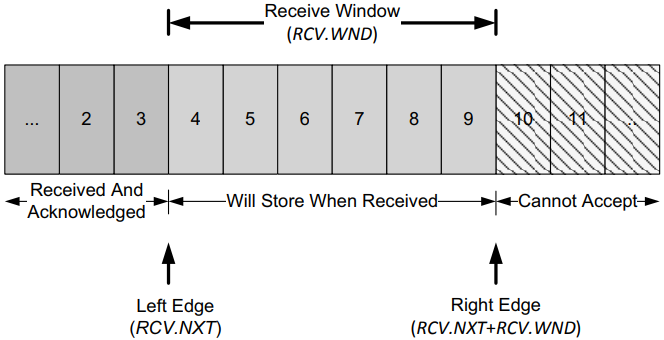 Receive Window
(RCV.WND)
... 2 3 4 5 6 7 8 9 10 11 ..
Received And
Acknowledged
Will Store When Received
Cannot Accept
Left Edge
(RCV.NXT)
Right Edge
(RCV.NXT+RCV.WND)